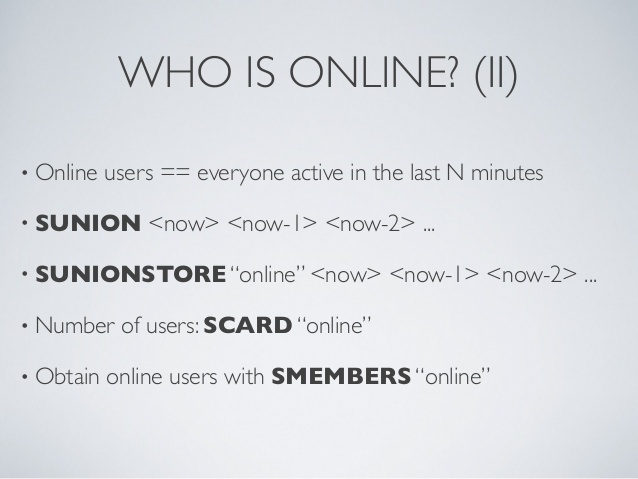 WHO IS ONLINE? (II)
• Online users == everyone active in the last N minutes
• SUNION <now> <now-1> <now-2> ...
• SUNIONSTORE “online” <now> <now-1> <now-2> ...
• Number of users: SCARD “online”
• Obtain online users with SMEMBERS “online”